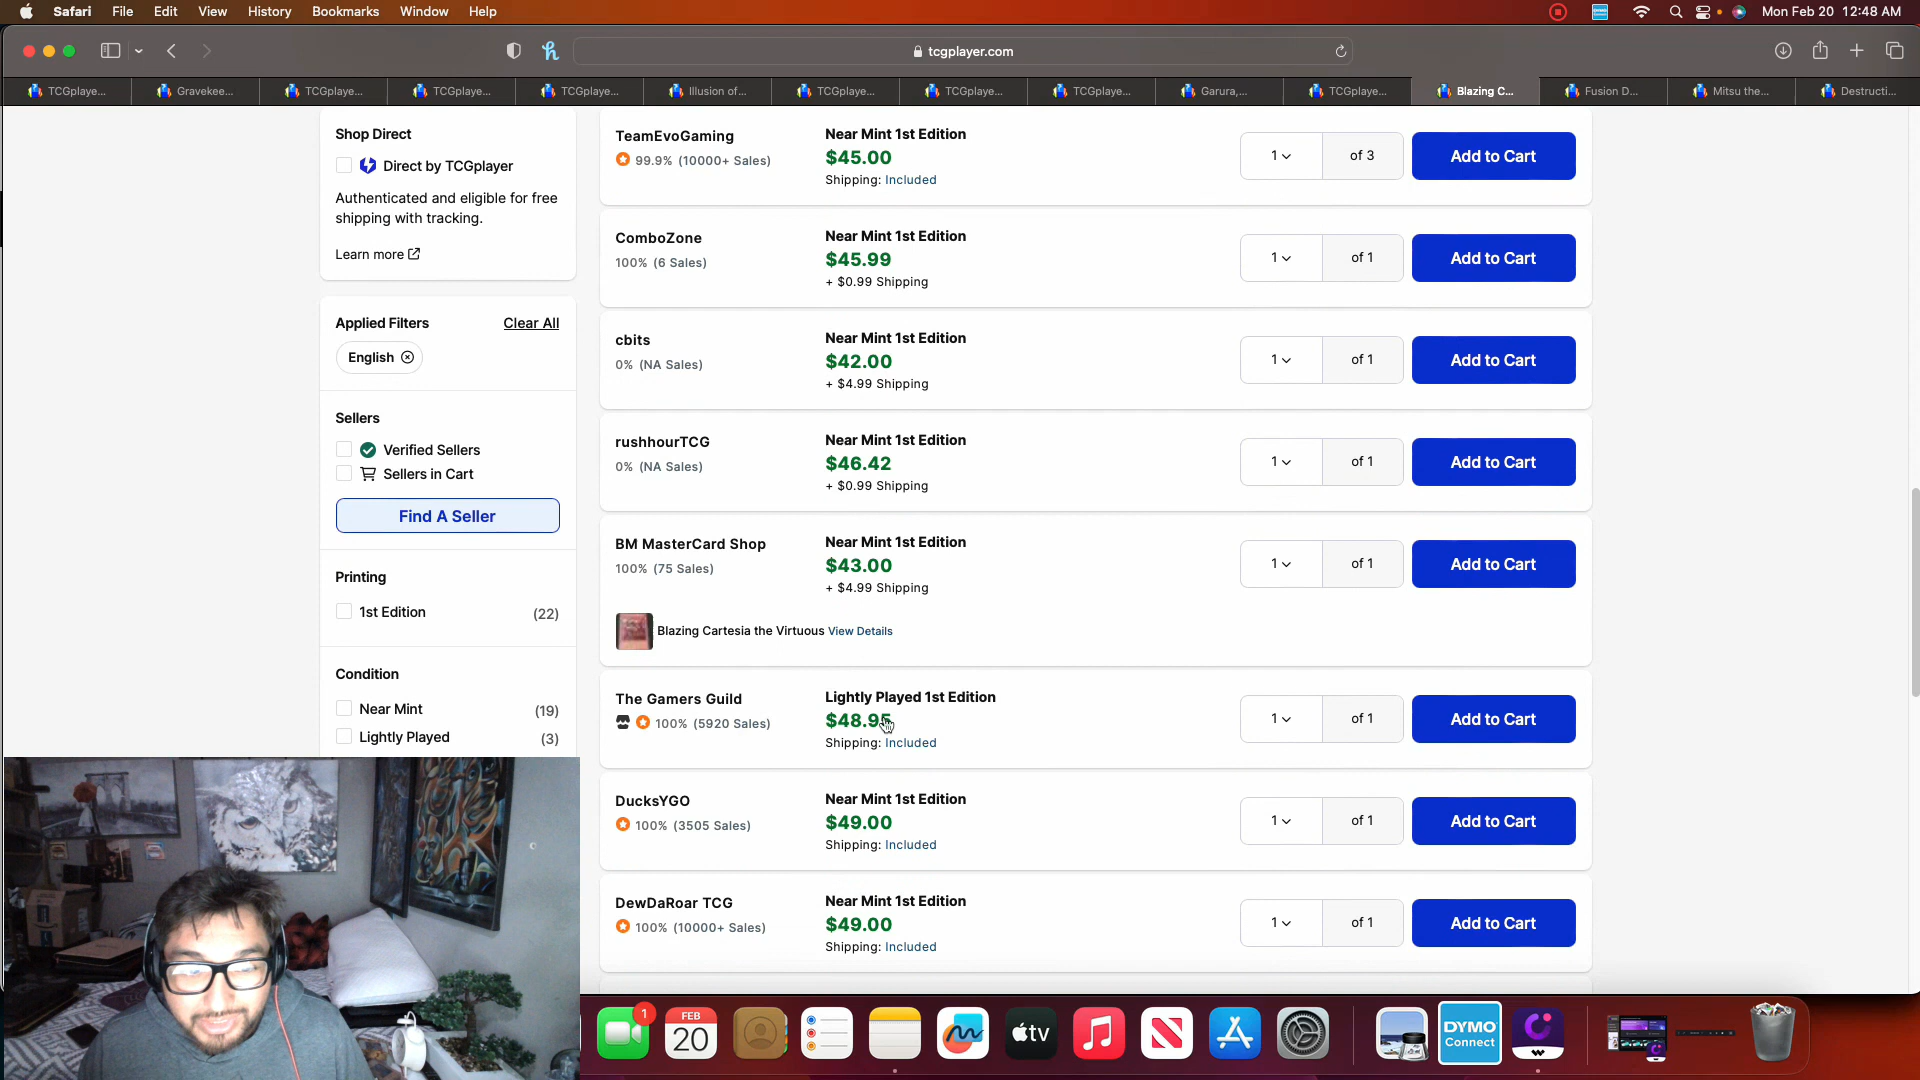 Safari File Edit View History Bookmarks Window Help
Mon Feb 20 12:48 AM
tcgplayer.com
TCGplaye...
Gravekee...
TCGplaye...
TCGplaye...
TCGplaye...
Illusion of...
TCGplaye...
TCGplaye...
TCGplaye...
Garura,...
TCGplaye...
Blazing C...
Fusion D...
Mitsu the...
Destructi...
Shop Direct
Direct by TCGplayer
Authenticated and eligible for free
shipping with tracking.
Learn more
Applied Filters Clear All
English
Sellers
Verified Sellers
Sellers in Cart
Find A Seller
Printing
1st Edition (22)
Condition
Near Mint (19)
Lightly Played (3)
TeamEvoGaming
99.9% (10000+ Sales)
Near Mint 1st Edition
$45.00
Shipping: Included
1 of 3 Add to Cart
ComboZone
100% (6 Sales)
Near Mint 1st Edition
$45.99
+ $0.99 Shipping
1 of 1 Add to Cart
cbits
0% (NA Sales)
Near Mint 1st Edition
$42.00
+ $4.99 Shipping
1 of 1 Add to Cart
rushhourTCG
0% (NA Sales)
Near Mint 1st Edition
$46.42
+ $0.99 Shipping
1 of 1 Add to Cart
BM MasterCard Shop
100% (75 Sales)
Near Mint 1st Edition
$43.00
+ $4.99 Shipping
1 of 1 Add to Cart
Blazing Cartesia the Virtuous View Details
The Gamers Guild
100% (5920 Sales)
Lightly Played 1st Edition
$48.95
Shipping: Included
1 of 1 Add to Cart
DucksYGO
100% (3505 Sales)
Near Mint 1st Edition
$49.00
Shipping: Included
1 of 1 Add to Cart
DewDaRoar TCG
100% (10000+ Sales)
Near Mint 1st Edition
$49.00
Shipping: Included
1 of 1 Add to Cart
1
FEB
20
tv
DYMO
Connect